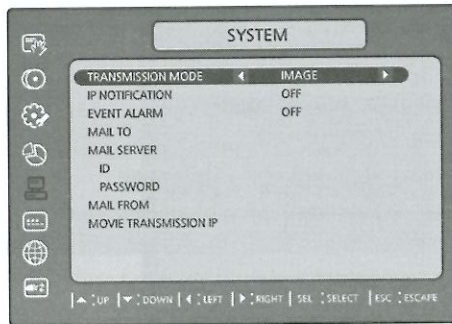 SYSTEM
TRANSMISSION MODE IMAGE
IP NOTIFICATION OFF
EVENT ALARM OFF
MAIL TO
MAIL SERVER
ID
PASSWORD
MAIL FROM
MOVIE TRANSMISSION IP
UP DOWN LEFT RIGHT SEL SELECT ESC ESCAPE